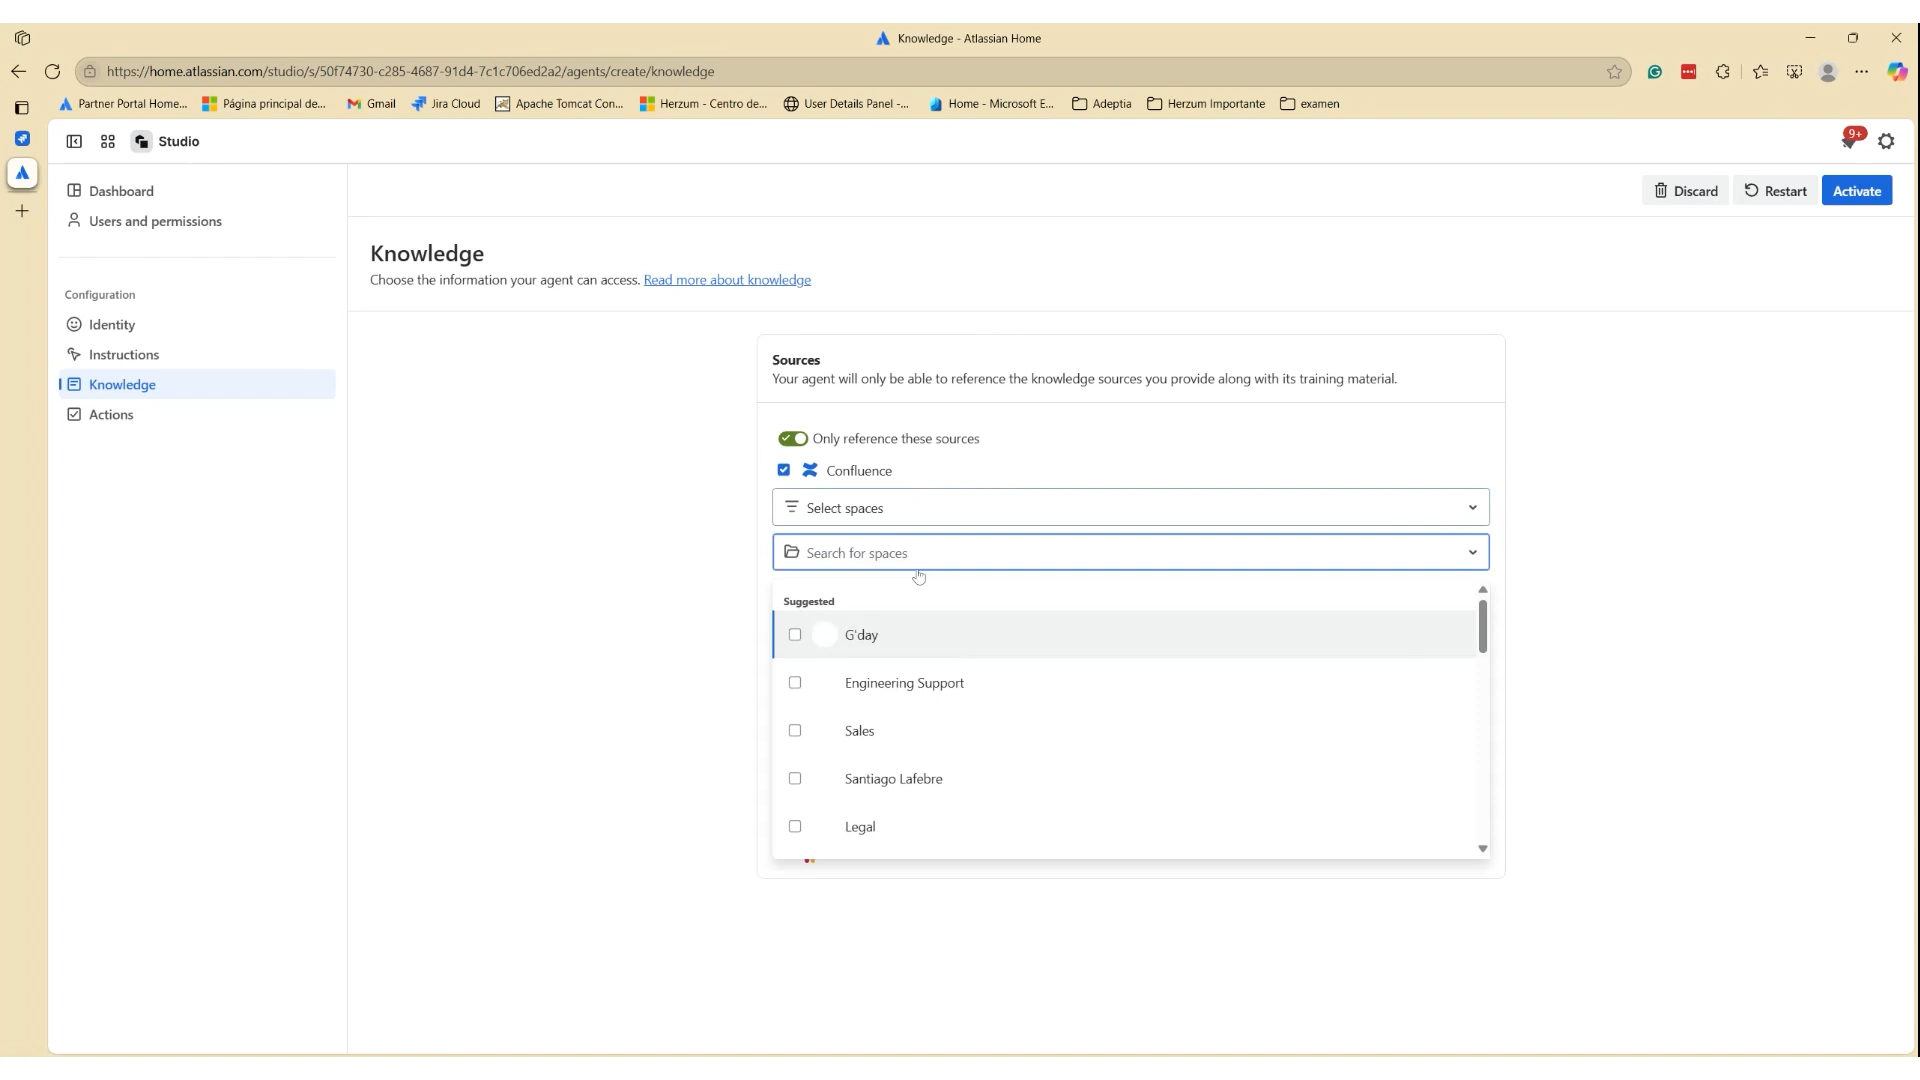 Knowledge - Atlassian Home
https://home.atlassian.com/studio/s/50f74730-c285-4687-91d4-7c1c706ed2a2/agents/create/knowledge
Partner Portal Home...
Página principal de...
Gmail
Jira Cloud
Apache Tomcat Con...
Herzum - Centro de...
User Details Panel -...
Home - Microsoft E...
Adeptia
Herzum Importante
examen
Studio
9+
Dashboard
Users and permissions
Configuration
Identity
Instructions
Knowledge
Actions
Discard
Restart
Activate
Knowledge
Choose the information your agent can access. Read more about knowledge
Sources
Your agent will only be able to reference the knowledge sources you provide along with its training material.
Only reference these sources
Confluence
Select spaces
Search for spaces
Suggested
G'day
Engineering Support
Sales
Santiago Lafebre
Legal